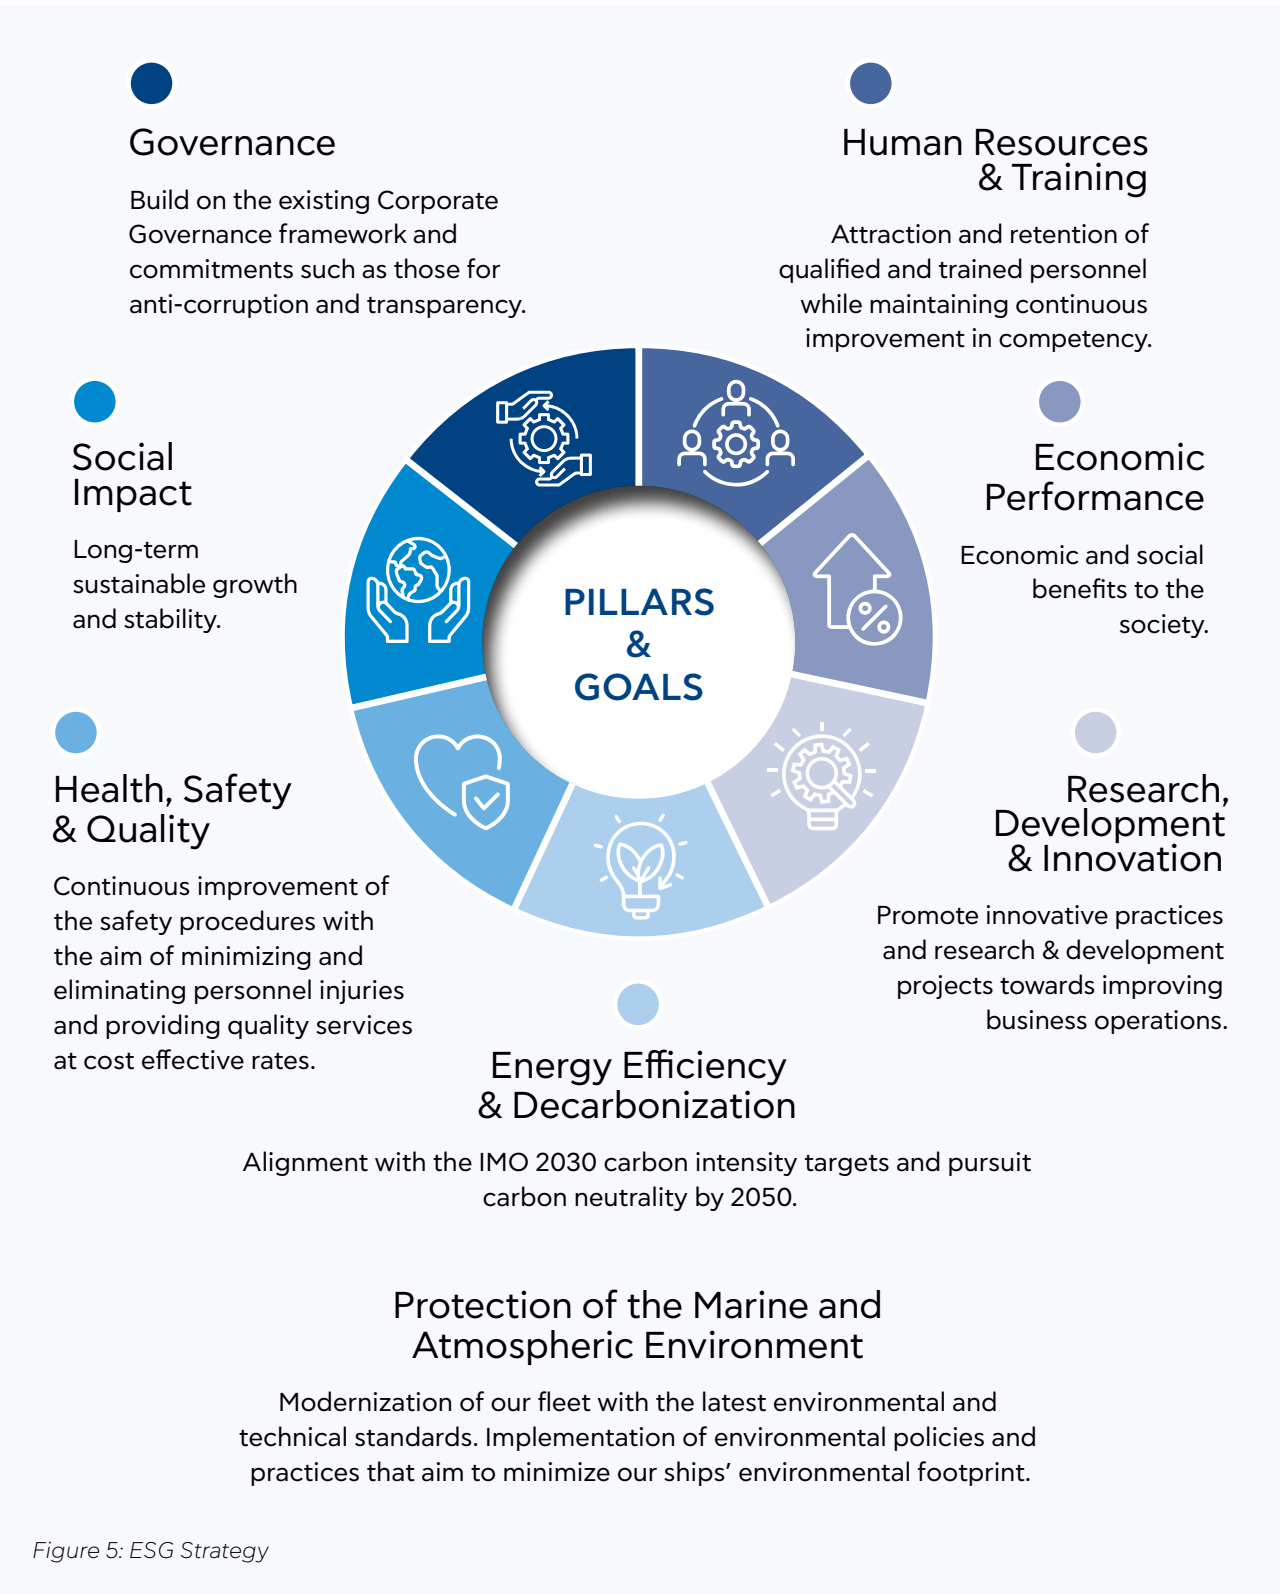 Governance
Build on the existing Corporate
Governance framework and
commitments such as those for
anti-corruption and transparency.
Human Resources
& Training
Attraction and retention of
qualified and trained personnel
while maintaining continuous
improvement in competency.
Social
Impact
Long-term
sustainable growth
and stability.
Economic
Performance
Economic and social
benefits to the
society.
PILLARS
&
GOALS
%
Health, Safety
& Quality
Continuous improvement of
the safety procedures with
the aim of minimizing and
eliminating personnel injuries
and providing quality services
at cost effective rates.
Research,
Development
& Innovation
Promote innovative practices
and research & development
projects towards improving
business operations.
Energy Efficiency
& Decarbonization
Alignment with the IMO 2030 carbon intensity targets and pursuit
carbon neutrality by 2050.
Protection of the Marine and
Atmospheric Environment
Modernization of our fleet with the latest environmental and
technical standards. Implementation of environmental policies and
practices that aim to minimize our ships’ environmental footprint.
Figure 5: ESG Strategy